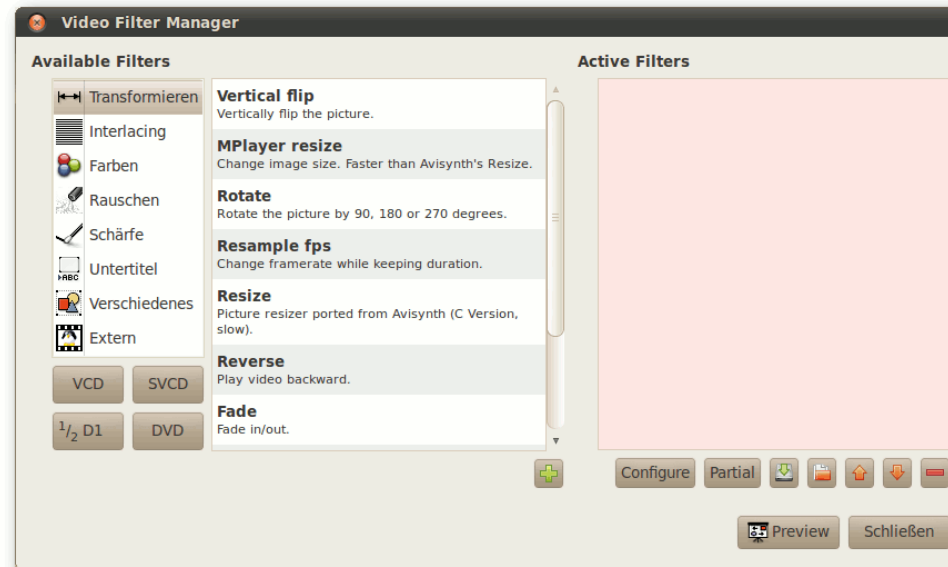 Video Filter Manager
Available Filters
Active Filters
Transformieren
Interlacing
Farben
Rauschen
Schärfe
ABC
Untertitel
Verschiedenes
Extern
VCD
SVCD
1/2 D1
DVD
Vertical flip
Vertically flip the picture.
MPlayer resize
Change image size. Faster than Avisynth's Resize.
Rotate
Rotate the picture by 90, 180 or 270 degrees.
Resample fps
Change framerate while keeping duration.
Resize
Picture resizer ported from Avisynth (C Version,
slow).
Reverse
Play video backward.
Fade
Fade in/out.
Configure
Partial
Preview
Schließen